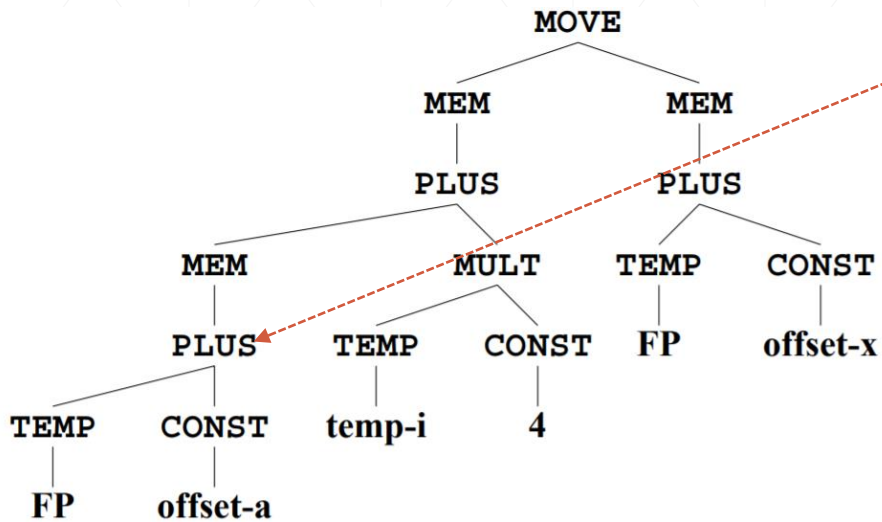 MOVE
MEM MEM
PLUS PLUS
MEM MULT TEMP CONST
FP offset-x
PLUS TEMP CONST
TEMP CONST temp-i 4
FP offset-a